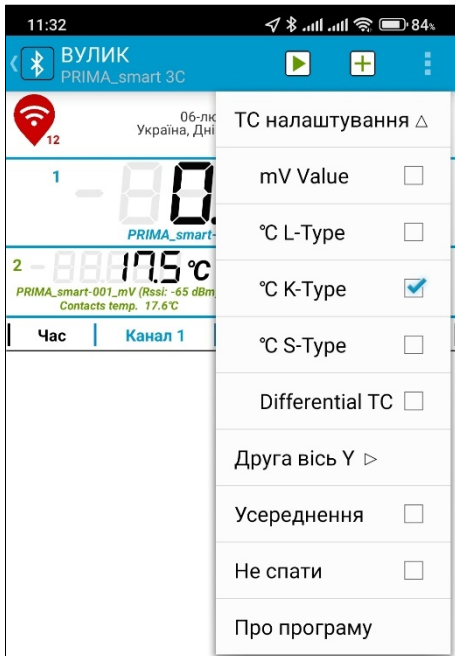 11:32
84%
ВУЛИК
PRIMA_smart 3C
12
06-лю
Україна, Дні
1
0.
PRIMA_smart-
2
17.5 °C
PRIMA_smart-001_mV (Rssi: -65 dBm
Contacts temp. 17.6°C
Час
Канал 1
ТС налаштування △
mV Value
°C L-Type
°C K-Type
°C S-Type
Differential TC
Друга вісь Y ▷
Усереднення
Не спати
Про програму